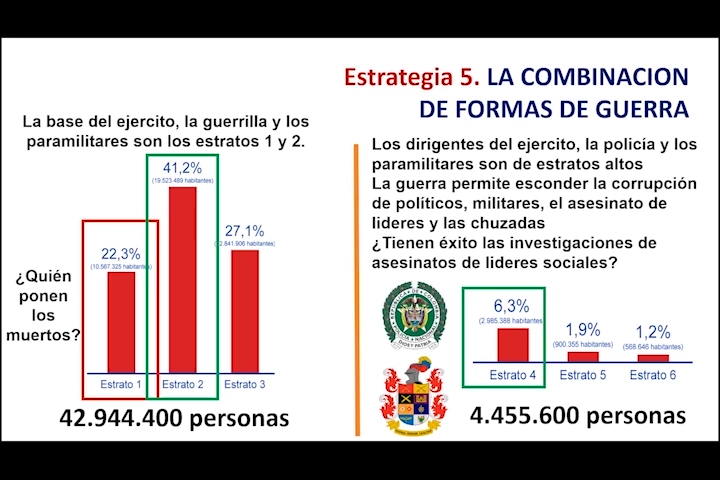 Estrategia 5. LA COMBINACION
DE FORMAS DE GUERRA
La base del ejercito, la guerrilla y los
paramilitares son los estratos 1 y 2.
41,2%
(19.523.489 habitantes)
27,1%
2.841.906 habitantes)
22,3%
(10.567.325 habitantes)
¿Quién
ponen
los
muertos?
Estrato 1
Estrato 2
Estrato 3
42.944.400 personas
Los dirigentes del ejercito, la policía y los
paramilitares son de estratos altos
La guerra permite esconder la corrupción
de políticos, militares, el asesinato de
lideres y las chuzadas
¿Tienen éxito las investigaciones de
asesinatos de lideres sociales?
6,3%
(2.985.388 habitantes)
1,9%
(900.355 habitantes)
1,2%
(568.646 habitantes)
Estrato 4
Estrato 5
Estrato 6
4.455.600 personas